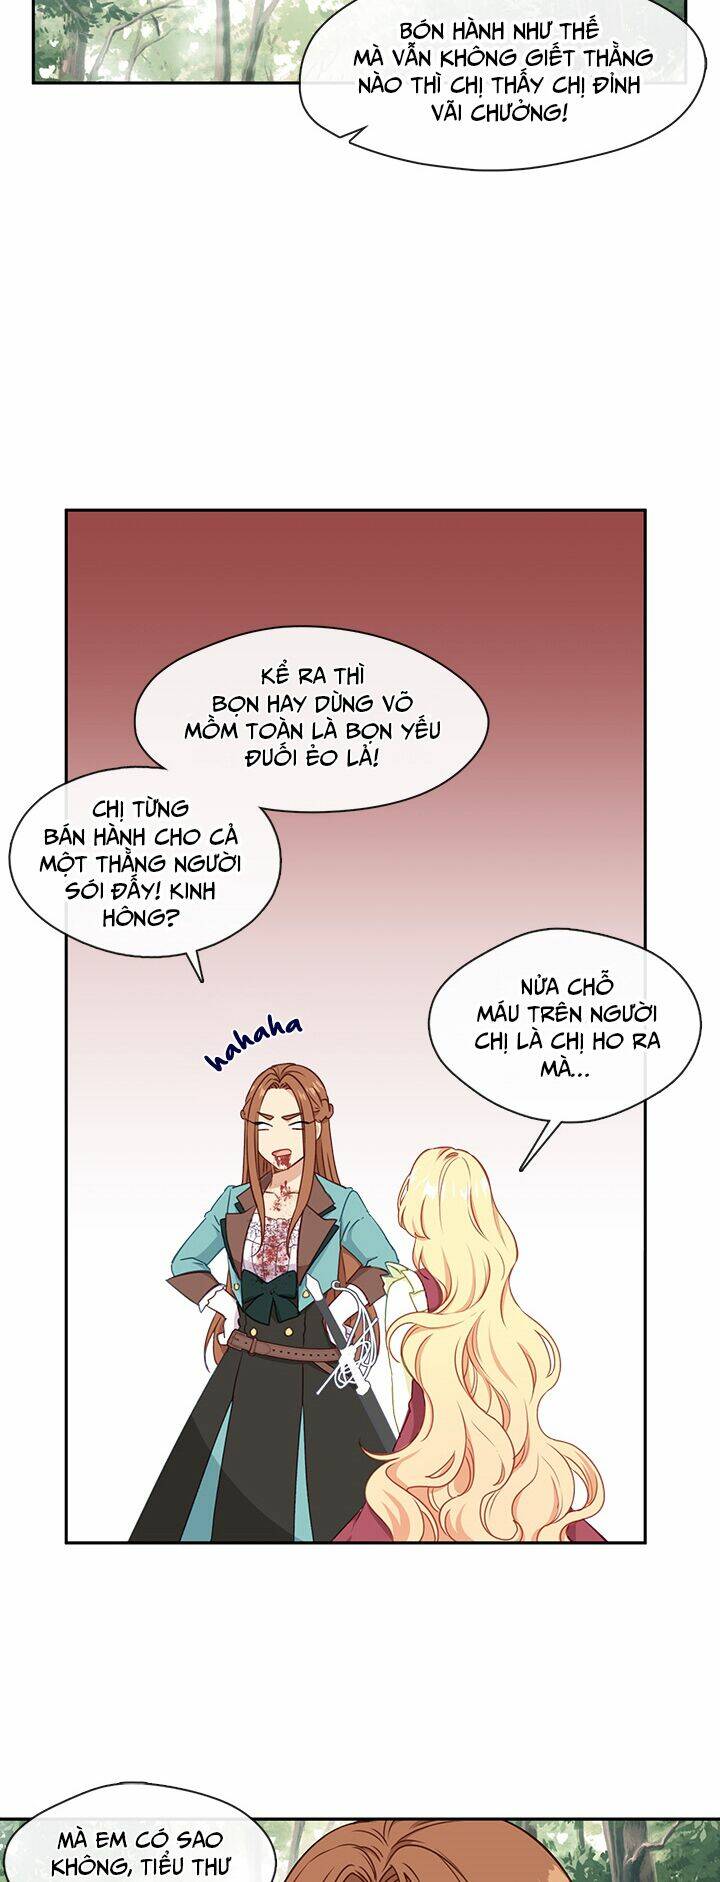 BÓN HÀNH NHƯ THẾ
MÀ VẪN KHÔNG GIẾT THẰNG
NÀO THÌ CHỊ THẤY CHỊ ĐỈNH
VÃI CHƯỞNG!
KỂ RA THÌ
BỌN HAY DÙNG VÕ
MỒM TOÀN LÀ BỌN YẾU
ĐUỐI ẺO LẢ!
CHỊ TỪNG
BÁN HÀNH CHO CẢ
MỘT THẰNG NGƯỜI
SÓI ĐẤY! KINH
HÔNG?
NỬA CHỖ
MÁU TRÊN NGƯỜI
CHỊ LÀ CHỊ HO RA
MÀ...
hahaha
MÀ EM CÓ SAO
KHÔNG, TIỂU THƯ